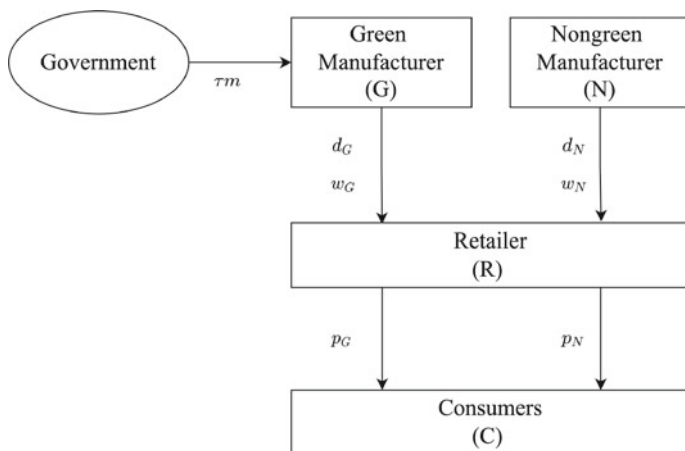 Government
τm
Green
Manufacturer
(G)
Nongreen
Manufacturer
(N)
d_G
w_G
d_N
w_N
Retailer
(R)
p_G
p_N
Consumers
(C)